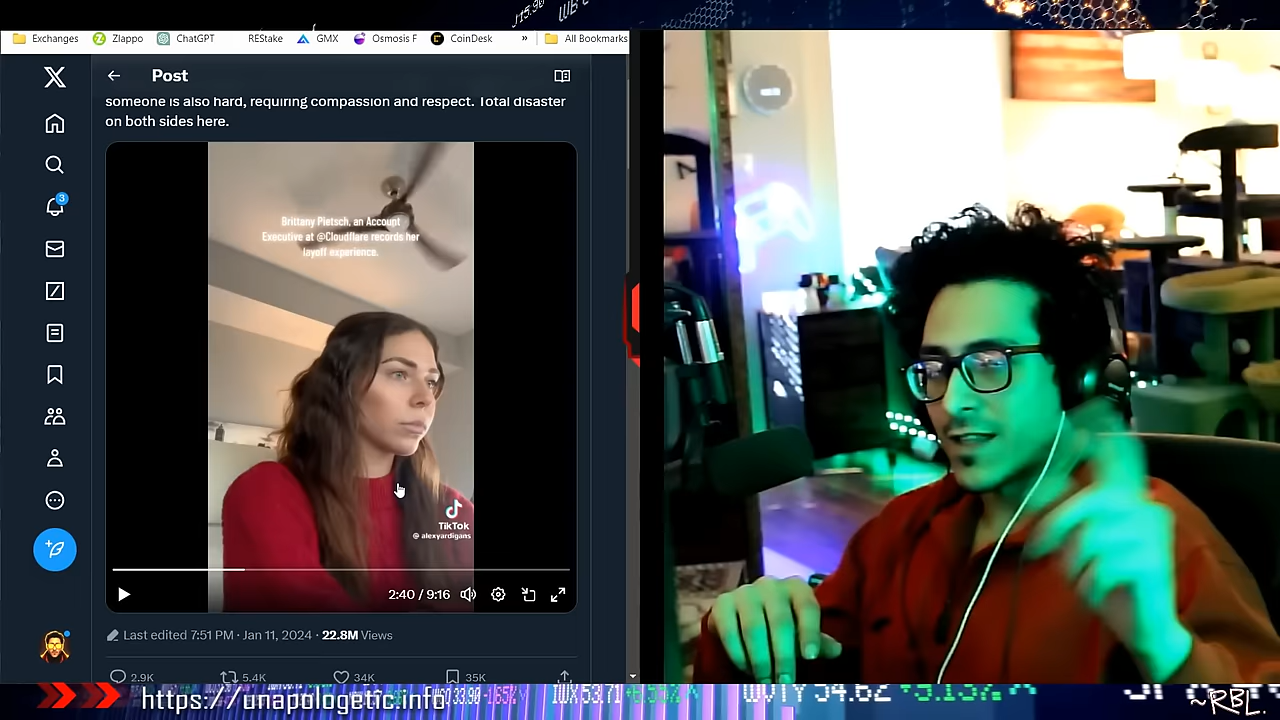 Exchanges
Zlappo
ChatGPT
REStake
GMX
Osmosis F
CoinDesk
»
All Bookmarks
Post
someone is also hard, requiring compassion and respect. Total disaster
on both sides here.
3
Brittany Pietsch, an Account
Executive at @Cloudflare records her
layoff experience.
TikTok
@ alexyardigans
2:40 / 9:16
Last edited 7:51 PM · Jan 11, 2024 · 22.8M Views
2.9K
5.4K
34K
35K
https://unapologetic.info
~RBL.